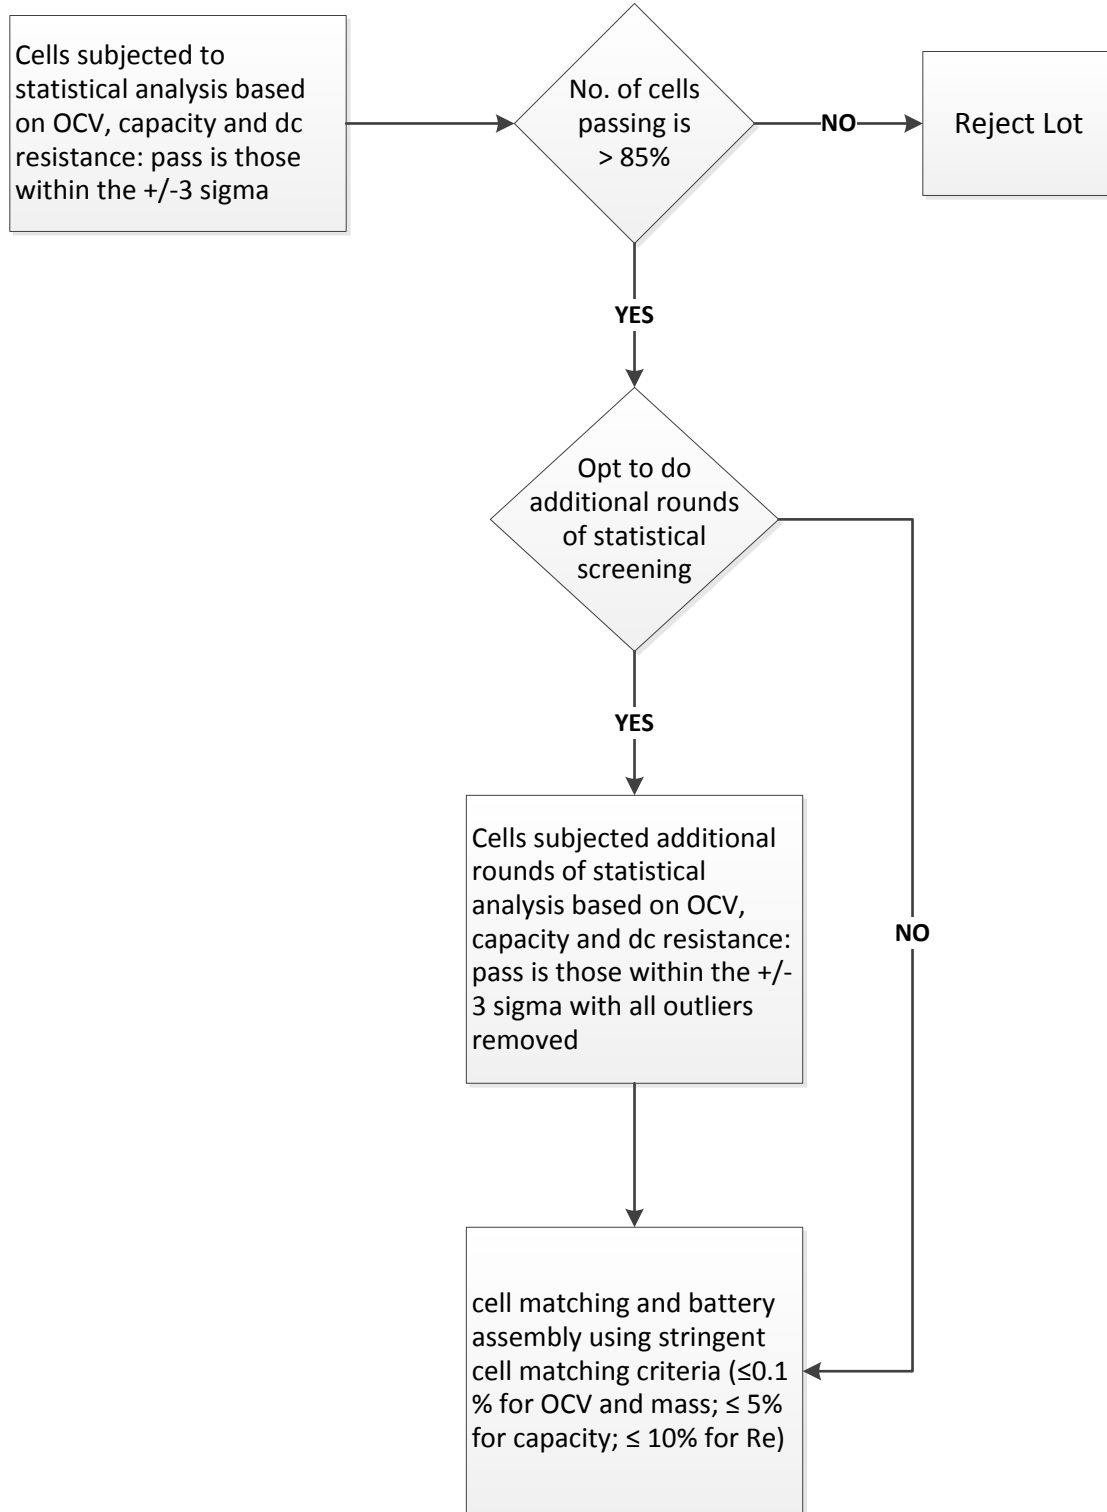 Cells subjected to
statistical analysis based
on OCV, capacity and dc
resistance: pass is those
within the +/-3 sigma
No. of cells
passing is
> 85%
NO
Reject Lot
YES
Opt to do
additional rounds
of statistical
screening
YES
NO
Cells subjected additional
rounds of statistical
analysis based on OCV,
capacity and dc resistance:
pass is those within the +/-
3 sigma with all outliers
removed
cell matching and battery
assembly using stringent
cell matching criteria (≤0.1
% for OCV and mass; ≤ 5%
for capacity; ≤ 10% for Re)